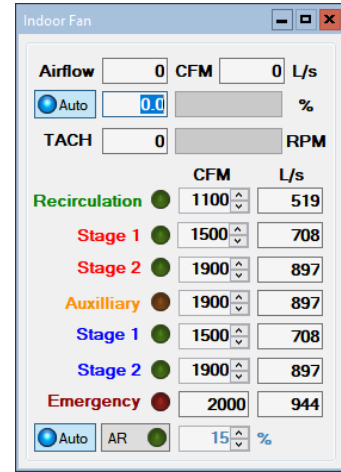 Indoor Fan
Airflow 0 CFM 0 L/s
Auto 0.0 %
TACH 0 RPM
CFM L/s
Recirculation 1100 519
Stage 1 1500 708
Stage 2 1900 897
Auxilliary 1900 897
Stage 1 1500 708
Stage 2 1900 897
Emergency 2000 944
Auto AR 15 %